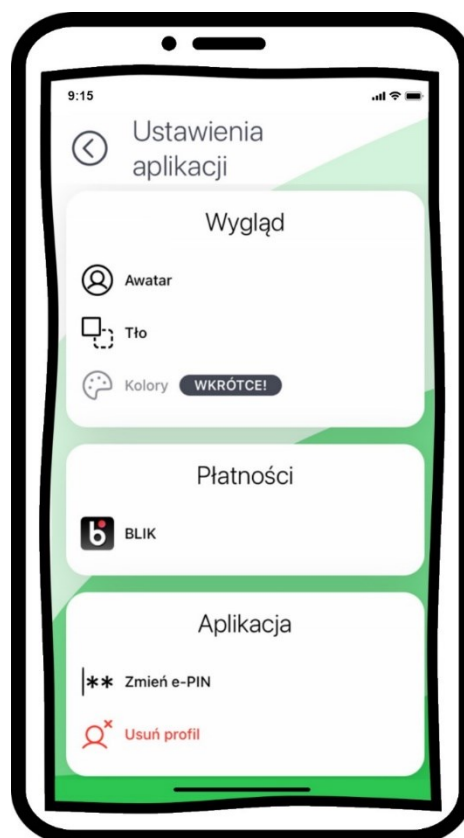 9:15
Ustawienia
aplikacji
Wygląd
Awatar
Tło
Kolory WKRÓTCE!
Płatności
BLIK
Aplikacja
|** Zmień e-PIN
Usuń profil